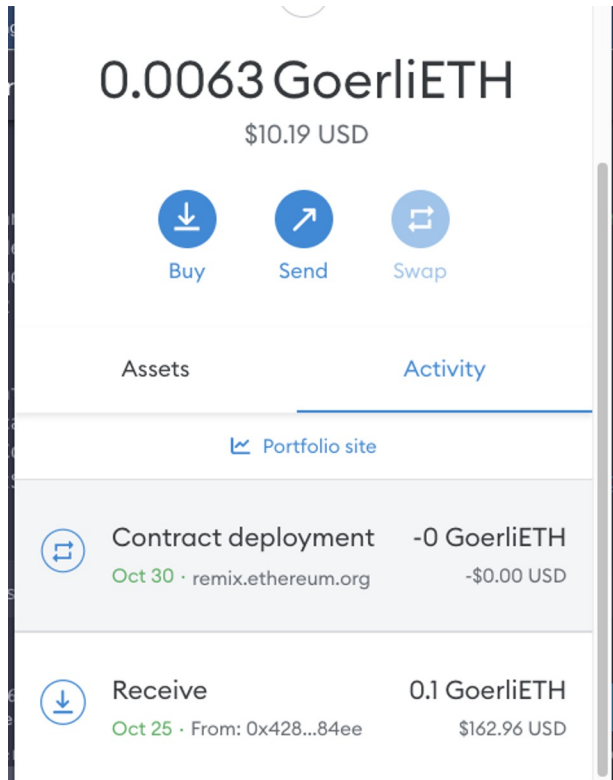 0.0063 GoerliETH
$10.19 USD
Buy Send Swap
Assets Activity
Portfolio site
Contract deployment -0 GoerliETH
Oct 30 · remix.ethereum.org -$0.00 USD
Receive 0.1 GoerliETH
Oct 25 · From: 0x428...84ee $162.96 USD